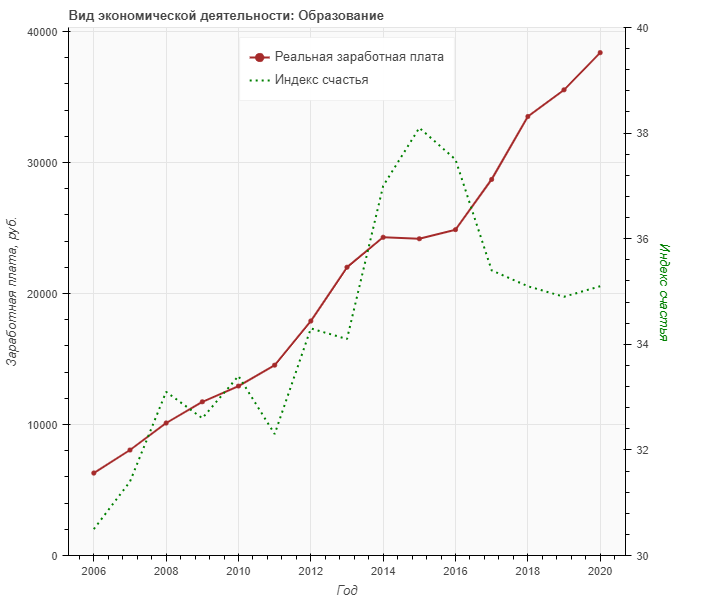 Вид экономической деятельности: Образование
Реальная заработная плата
Индекс счастья
Заработная плата, руб.
40000
30000
20000
10000
0
40
38
36
34
32
30
Индекс счастья
2006 2008 2010 2012 2014 2016 2018 2020
Год